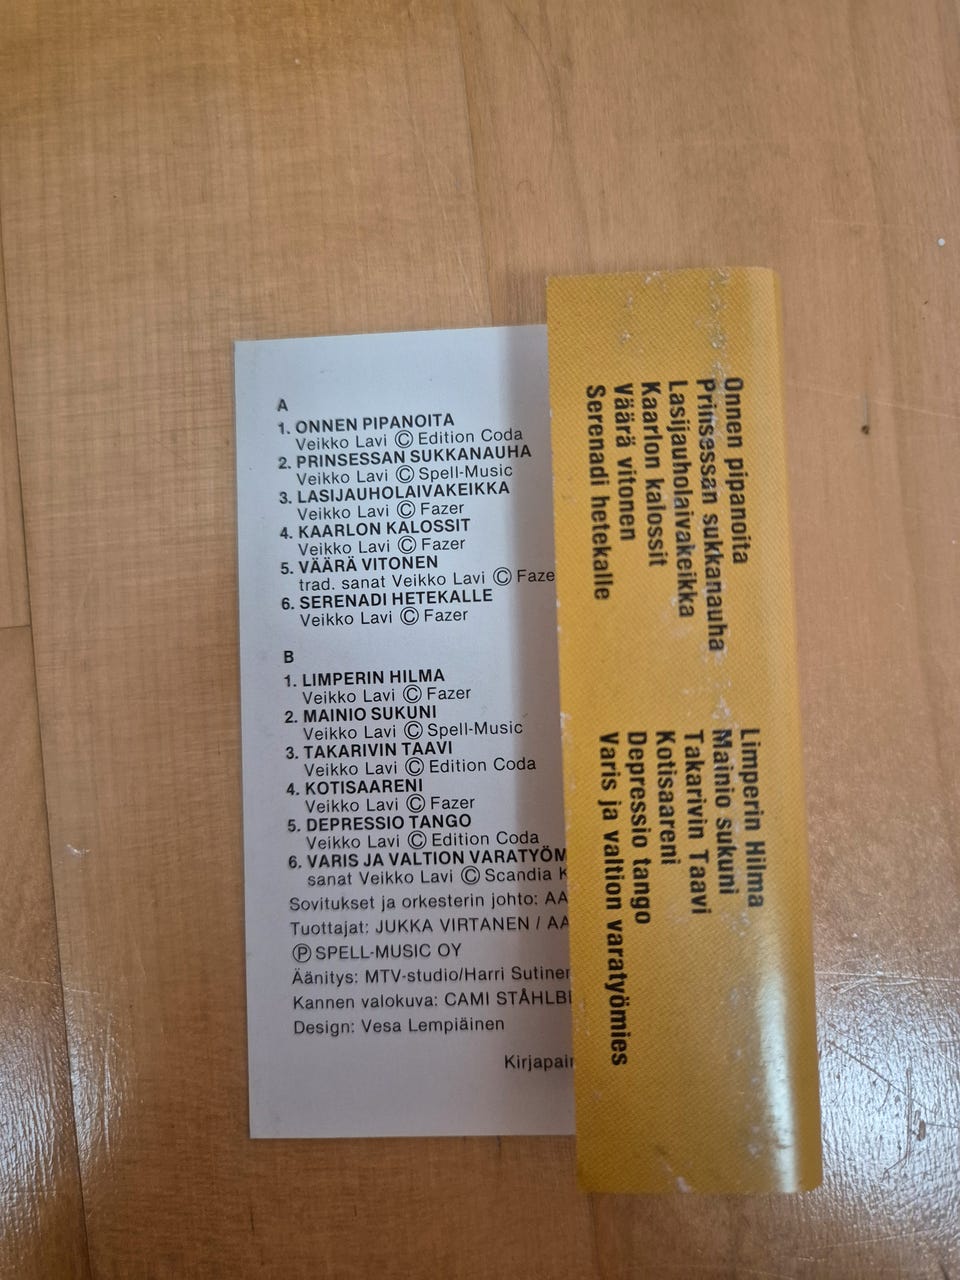 A
1. ONNEN PIPANOITA
Veikko Lavi Ⓒ Edition Coda
2. PRINSESSAN SUKKANAUHA
Veikko Lavi Ⓒ Spell-Music
3. LASIJAUHOLAIVAKEIKKA
Veikko Lavi Ⓒ Fazer
4. KAARLON KALOSSIT
Veikko Lavi Ⓒ Fazer
5. VÄÄRÄ VITONEN
trad. sanat Veikko Lavi Ⓒ Faze
6. SERENADI HETEKALLE
Veikko Lavi Ⓒ Fazer
B
1. LIMPERIN HILMA
Veikko Lavi Ⓒ Fazer
2. MAINIO SUKUNI
Veikko Lavi Ⓒ Spell-Music
3. TAKARIVIN TAAVI
Veikko Lavi Ⓒ Edition Coda
4. KOTISAARENI
Veikko Lavi Ⓒ Fazer
5. DEPRESSIO TANGO
Veikko Lavi Ⓒ Edition Coda
6. VARIS JA VALTION VARATYÖM
sanat Veikko Lavi Ⓒ Scandia K
Sovitukset ja orkesterin johto: AA
Tuottajat: JUKKA VIRTANEN / AA
Ⓟ SPELL-MUSIC OY
Äänitys: MTV-studio/Harri Sutine
Kannen valokuva: CAMI STÅHLB
Design: Vesa Lempiäinen
Kirjapai
Onnen pipanoita
Prinsessan sukkanauha
Lasijauholaivakeikka
Kaarlon kalossit
Väärä vitonen
Serenadi hetekalle
Limperin Hilma
Mainio sukuni
Takarivin Taavi
Kotisaareni
Depressio tango
Varis ja valtion varatyömies